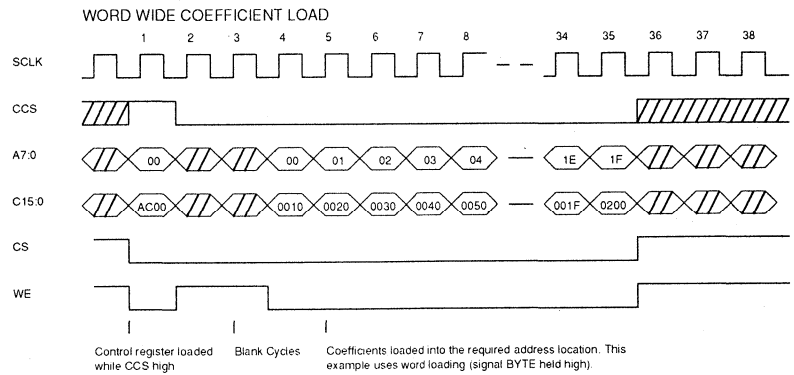 WORD WIDE COEFFICIENT LOAD
1 2 3 4 5 6 7 8 34 35 36 37 38
SCLK
CCS
A7:0 00 00 01 02 03 04 1E 1F
C15:0 AC00 0010 0020 0030 0040 0050 001F 0200
CS
WE
Control register loaded
while CCS high
Blank Cycles
Coefficients loaded into the required address location. This
example uses word loading (signal BYTE held high).